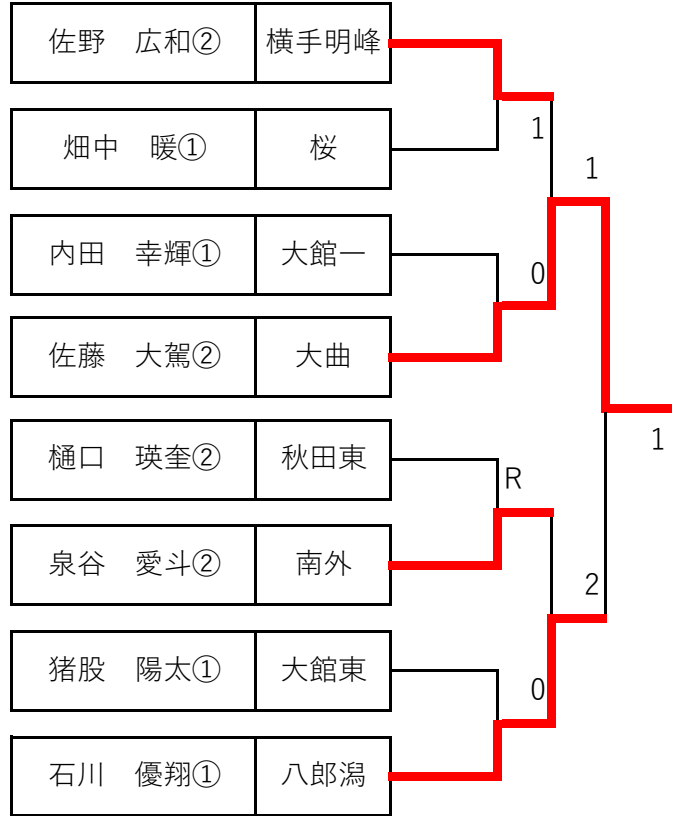 佐野　広和② 横手明峰
1
畑中　暖① 桜
1
内田　幸輝① 大館一
0
佐藤　大駕② 大曲
1
樋口　瑛奎② 秋田東
R
泉谷　愛斗② 南外
2
猪股　陽太① 大館東
0
石川　優翔① 八郎潟